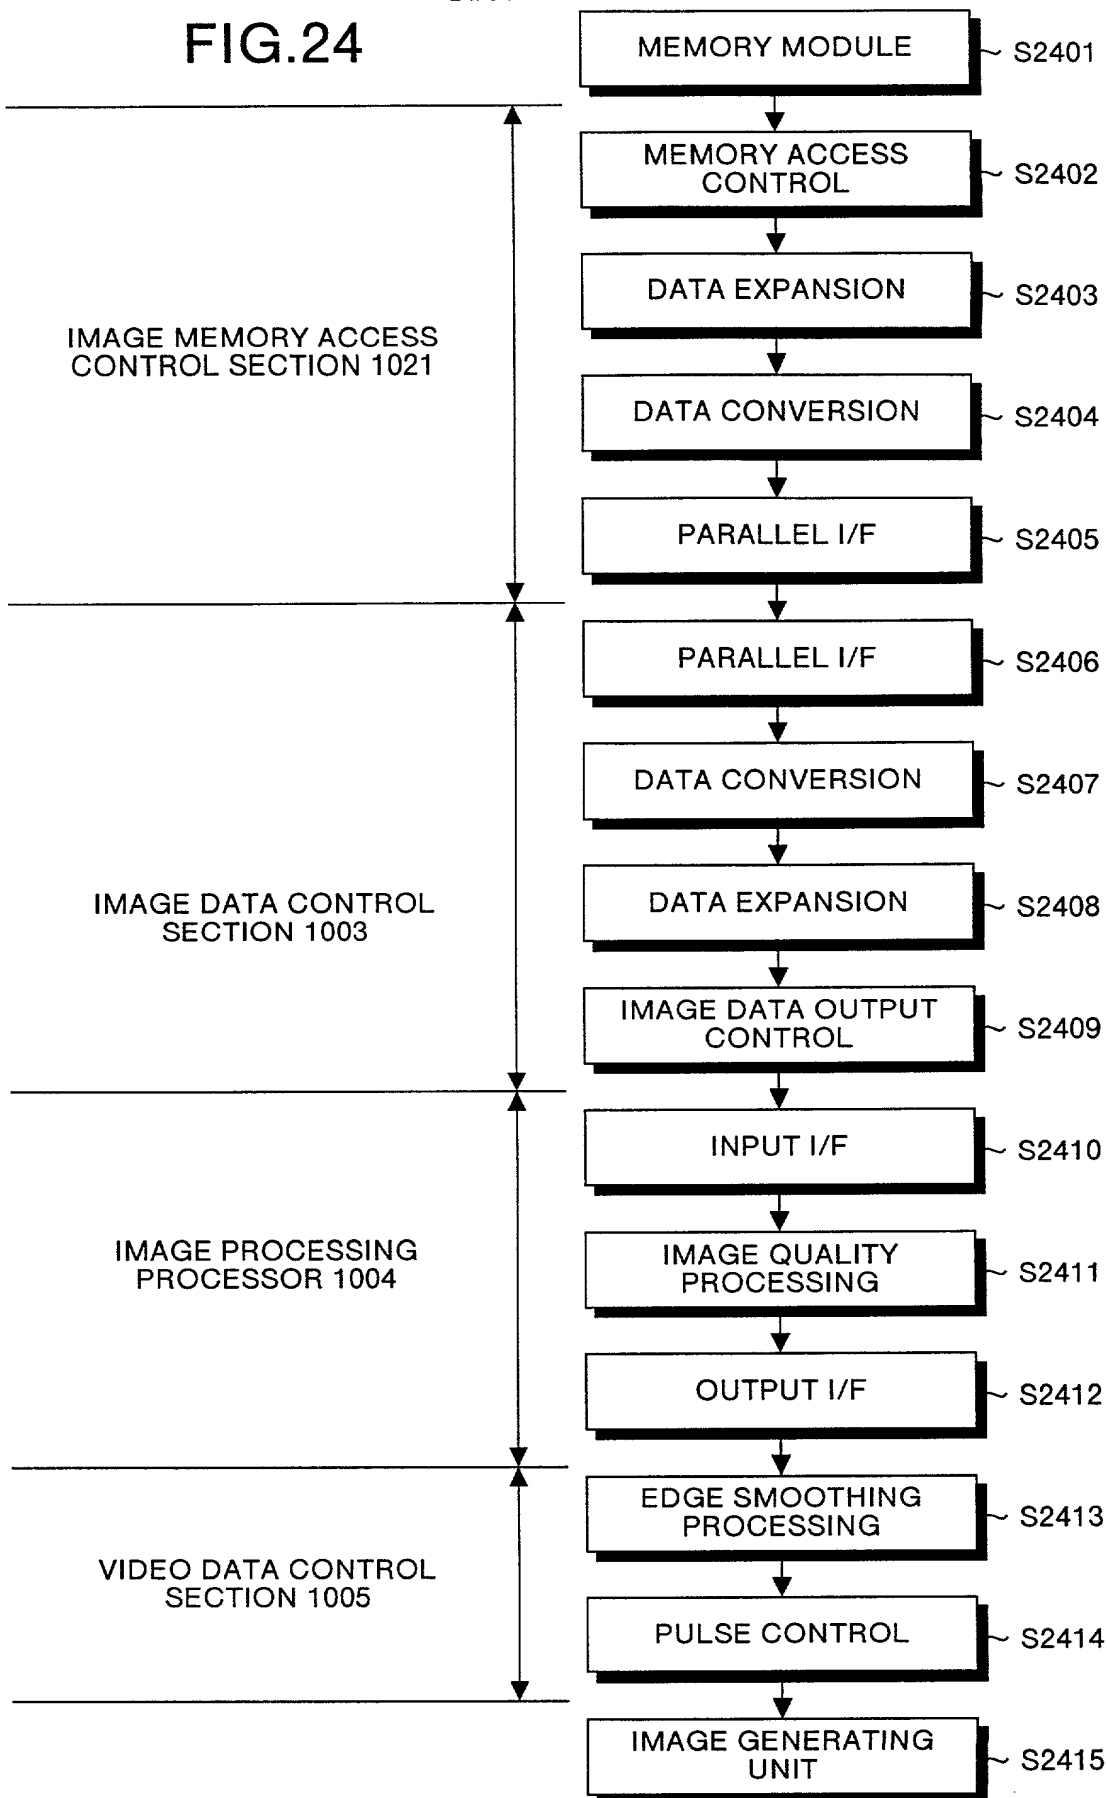 FIG.24
MEMORY MODULE
S2401
MEMORY ACCESS
CONTROL
S2402
DATA EXPANSION
S2403
IMAGE MEMORY ACCESS
CONTROL SECTION 1021
DATA CONVERSION
S2404
PARALLEL I/F
S2405
PARALLEL I/F
S2406
DATA CONVERSION
S2407
IMAGE DATA CONTROL
SECTION 1003
DATA EXPANSION
S2408
IMAGE DATA OUTPUT
CONTROL
S2409
INPUT I/F
S2410
IMAGE PROCESSING
PROCESSOR 1004
IMAGE QUALITY
PROCESSING
S2411
OUTPUT I/F
S2412
EDGE SMOOTHING
PROCESSING
S2413
VIDEO DATA CONTROL
SECTION 1005
PULSE CONTROL
S2414
IMAGE GENERATING
UNIT
S2415